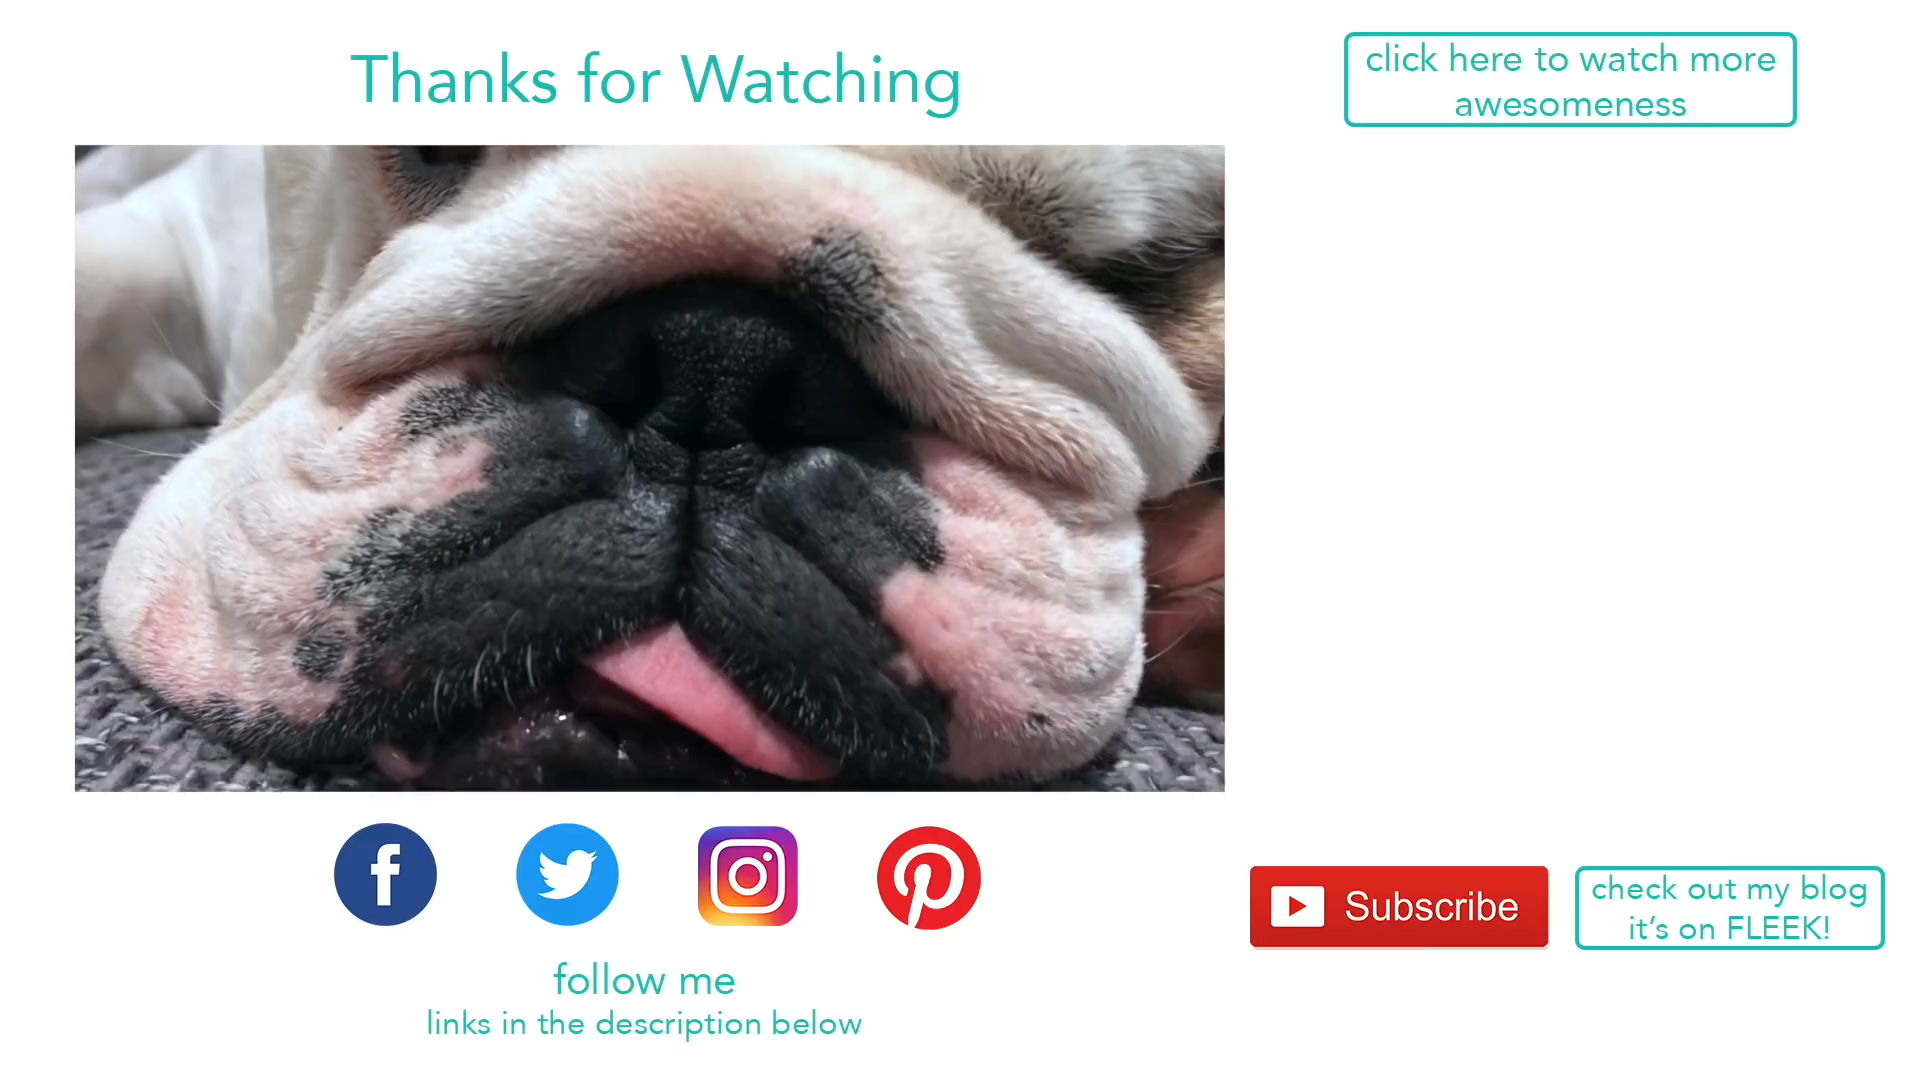 Thanks for Watching
click here to watch more
awesomeness
Subscribe
check out my blog
it's on FLEEK!
follow me
links in the description below